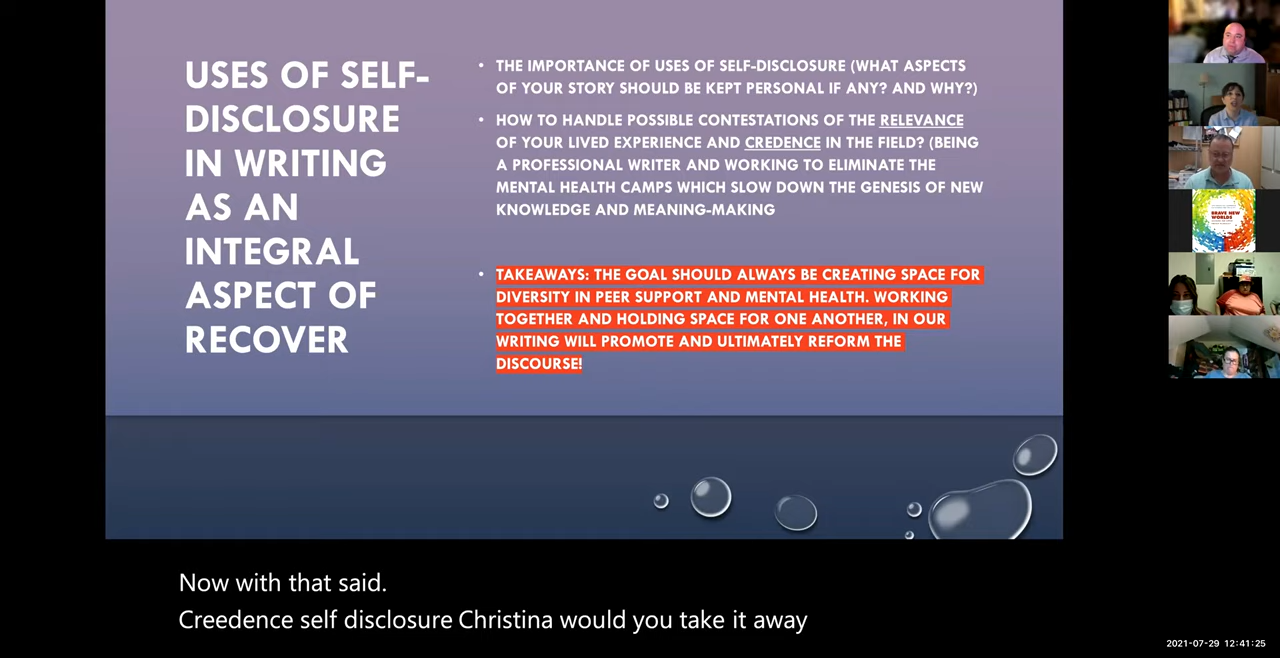 USES OF SELF-
DISCLOSURE
IN WRITING
AS AN
INTEGRAL
ASPECT OF
RECOVER
• THE IMPORTANCE OF USES OF SELF-DISCLOSURE (WHAT ASPECTS
OF YOUR STORY SHOULD BE KEPT PERSONAL IF ANY? AND WHY?)
• HOW TO HANDLE POSSIBLE CONTESTATIONS OF THE RELEVANCE
OF YOUR LIVED EXPERIENCE AND CREDENCE IN THE FIELD? (BEING
A PROFESSIONAL WRITER AND WORKING TO ELIMINATE THE
MENTAL HEALTH CAMPS WHICH SLOW DOWN THE GENESIS OF NEW
KNOWLEDGE AND MEANING-MAKING
• TAKEAWAYS: THE GOAL SHOULD ALWAYS BE CREATING SPACE FOR
DIVERSITY IN PEER SUPPORT AND MENTAL HEALTH. WORKING
TOGETHER AND HOLDING SPACE FOR ONE ANOTHER, IN OUR
WRITING WILL PROMOTE AND ULTIMATELY REFORM THE
DISCOURSE!
BRAVE NEW
WORLDS
Now with that said.
Creedence self disclosure Christina would you take it away
2021-07-29 12:41:25